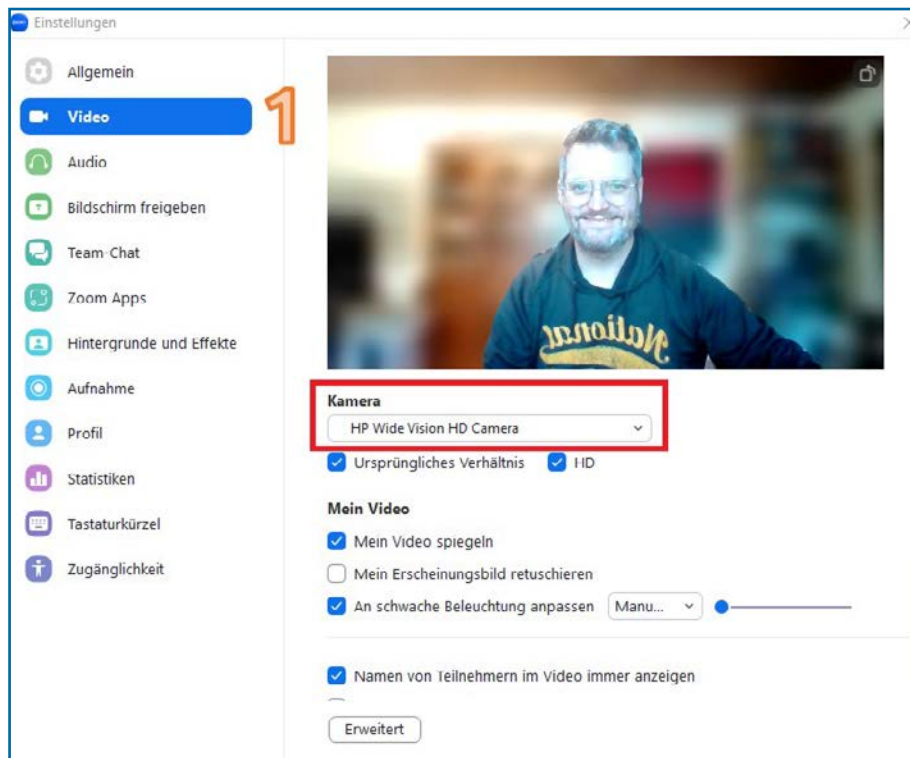 Einstellungen
Allgemein
Video
1
Audio
Bildschirm freigeben
Team-Chat
Zoom Apps
Hintergrunde und Effekte
Aufnahme
Profil
Statistiken
Tastaturkürzel
Zugänglichkeit
National
Kamera
HP Wide Vision HD Camera
Ursprüngliches Verhältnis HD
Mein Video
Mein Video spiegeln
Mein Erscheinungsbild retuschieren
An schwache Beleuchtung anpassen Manu...
Namen von Teilnehmern im Video immer anzeigen
Erweitert